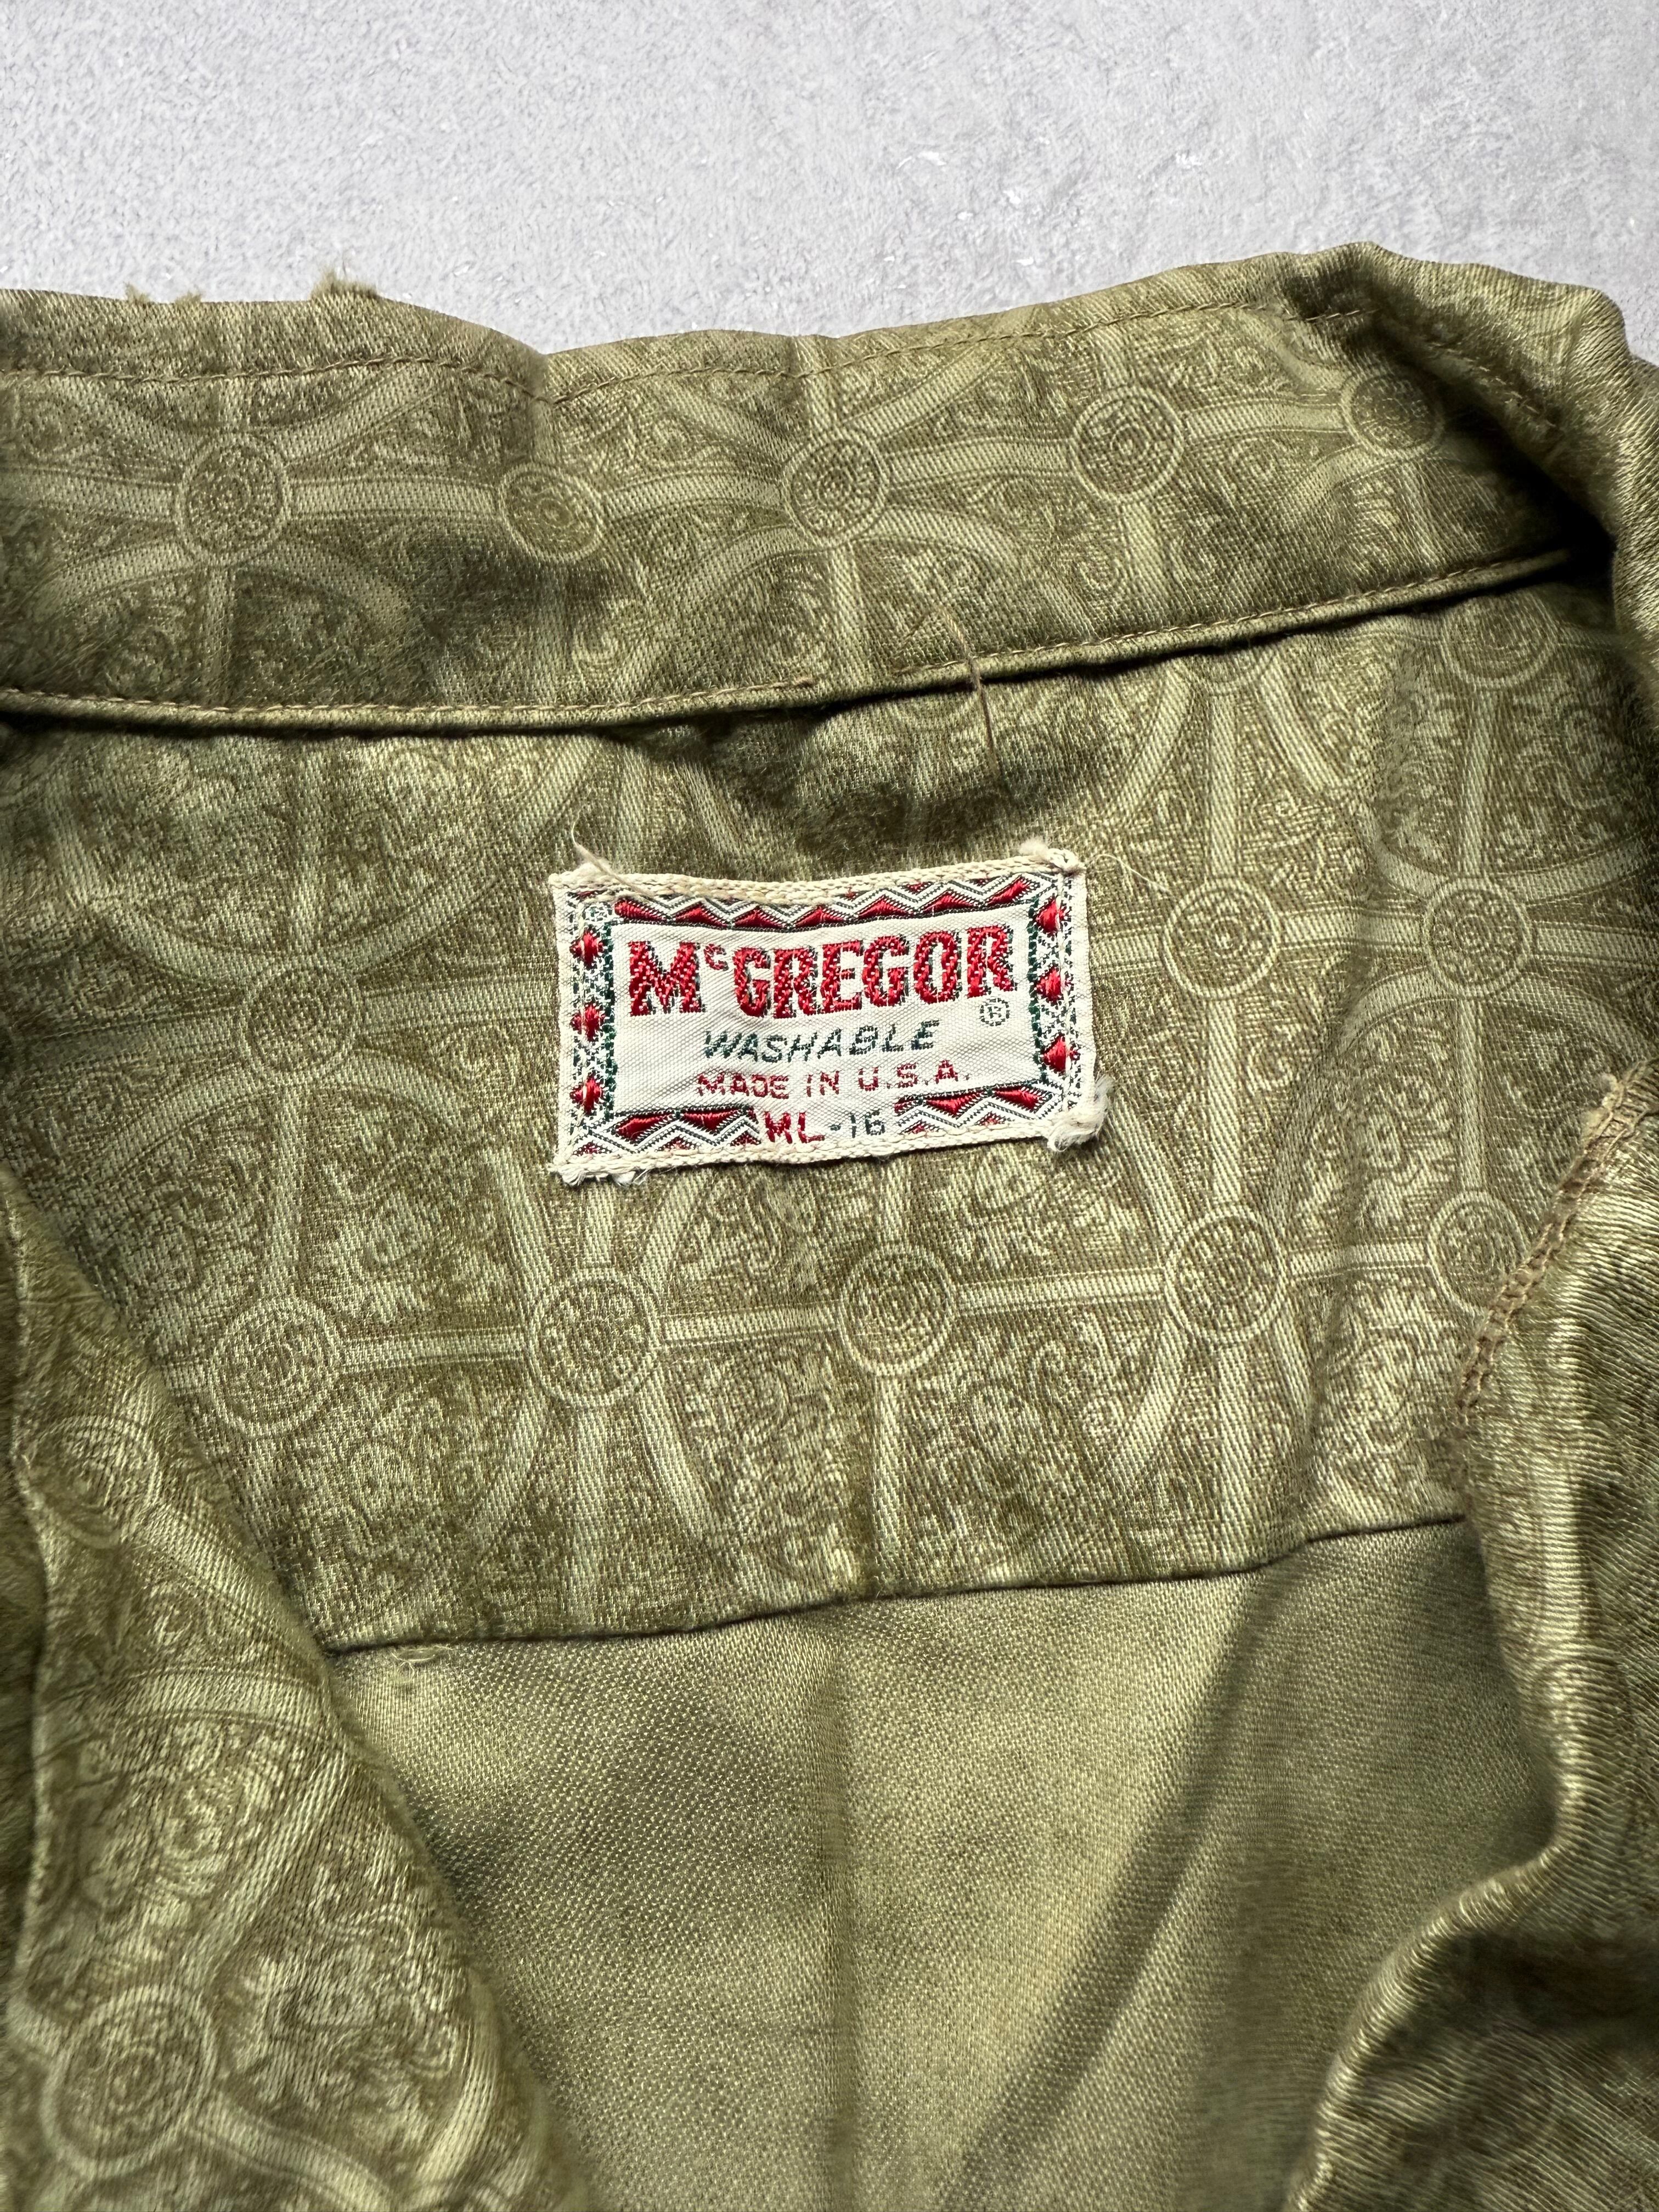 McGREGOR
WASHABLE ®
MADE IN U.S.A.
ML-16